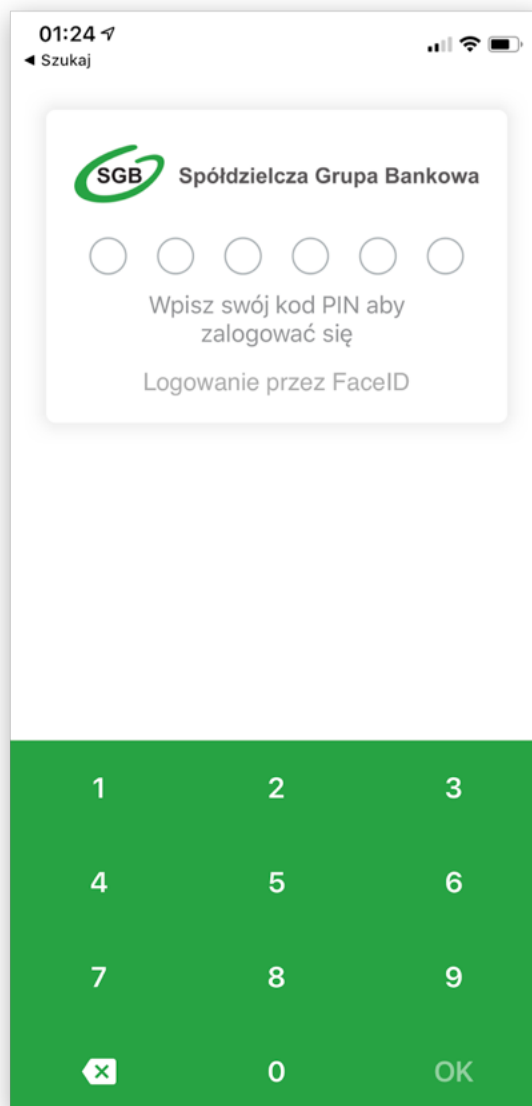 01:24
◀ Szukaj
SGB Spółdzielcza Grupa Bankowa
Wpisz swój kod PIN aby
zalogować się
Logowanie przez FaceID
1 2 3
4 5 6
7 8 9
0 OK